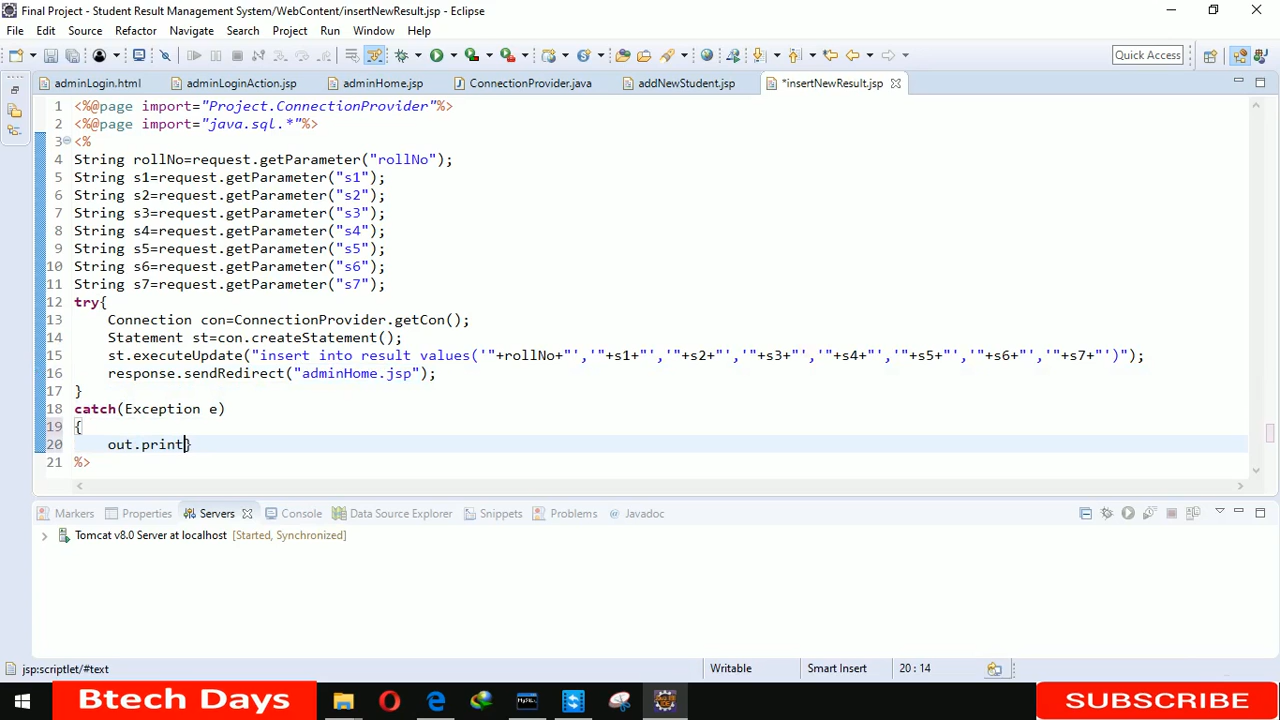 Final Project - Student Result Management System/WebContent/insertNewResult.jsp - Eclipse
File Edit Source Refactor Navigate Search Project Run Window Help
Quick Access
adminLogin.html adminLoginAction.jsp adminHome.jsp ConnectionProvider.java addNewStudent.jsp *insertNewResult.jsp
1 <%@page import="Project.ConnectionProvider"%>
2 <%@page import="java.sql.*"%>
3 <%
4 String rollNo=request.getParameter("rollNo");
5 String s1=request.getParameter("s1");
6 String s2=request.getParameter("s2");
7 String s3=request.getParameter("s3");
8 String s4=request.getParameter("s4");
9 String s5=request.getParameter("s5");
10 String s6=request.getParameter("s6");
11 String s7=request.getParameter("s7");
12 try{
13 Connection con=ConnectionProvider.getCon();
14 Statement st=con.createStatement();
15 st.executeUpdate("insert into result values('"+rollNo+"','"+s1+"','"+s2+"','"+s3+"','"+s4+"','"+s5+"','"+s6+"','"+s7+"')");
16 response.sendRedirect("adminHome.jsp");
17 }
18 catch(Exception e)
19 {
20 out.print}
21 %>
Markers Properties Servers Console Data Source Explorer Snippets Problems Javadoc
Tomcat v8.0 Server at localhost [Started, Synchronized]
jsp:scriptlet/#text Writable Smart Insert 20 : 14
Btech Days SUBSCRIBE